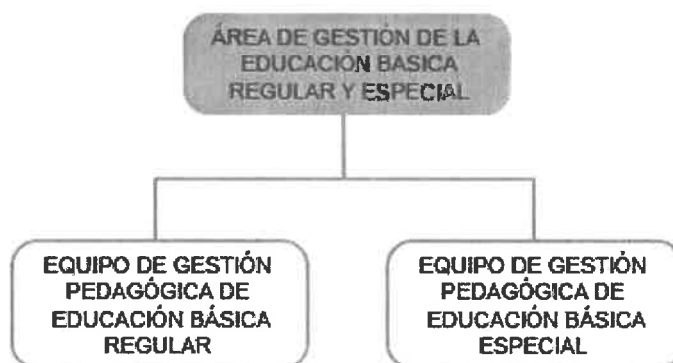 ÁREA DE GESTIÓN DE LA
EDUCACIÓN BASICA
REGULAR Y ESPECIAL
EQUIPO DE GESTIÓN
PEDAGÓGICA DE
EDUCACIÓN BÁSICA
REGULAR
EQUIPO DE GESTIÓN
PEDAGÓGICA DE
EDUCACIÓN BÁSICA
ESPECIAL